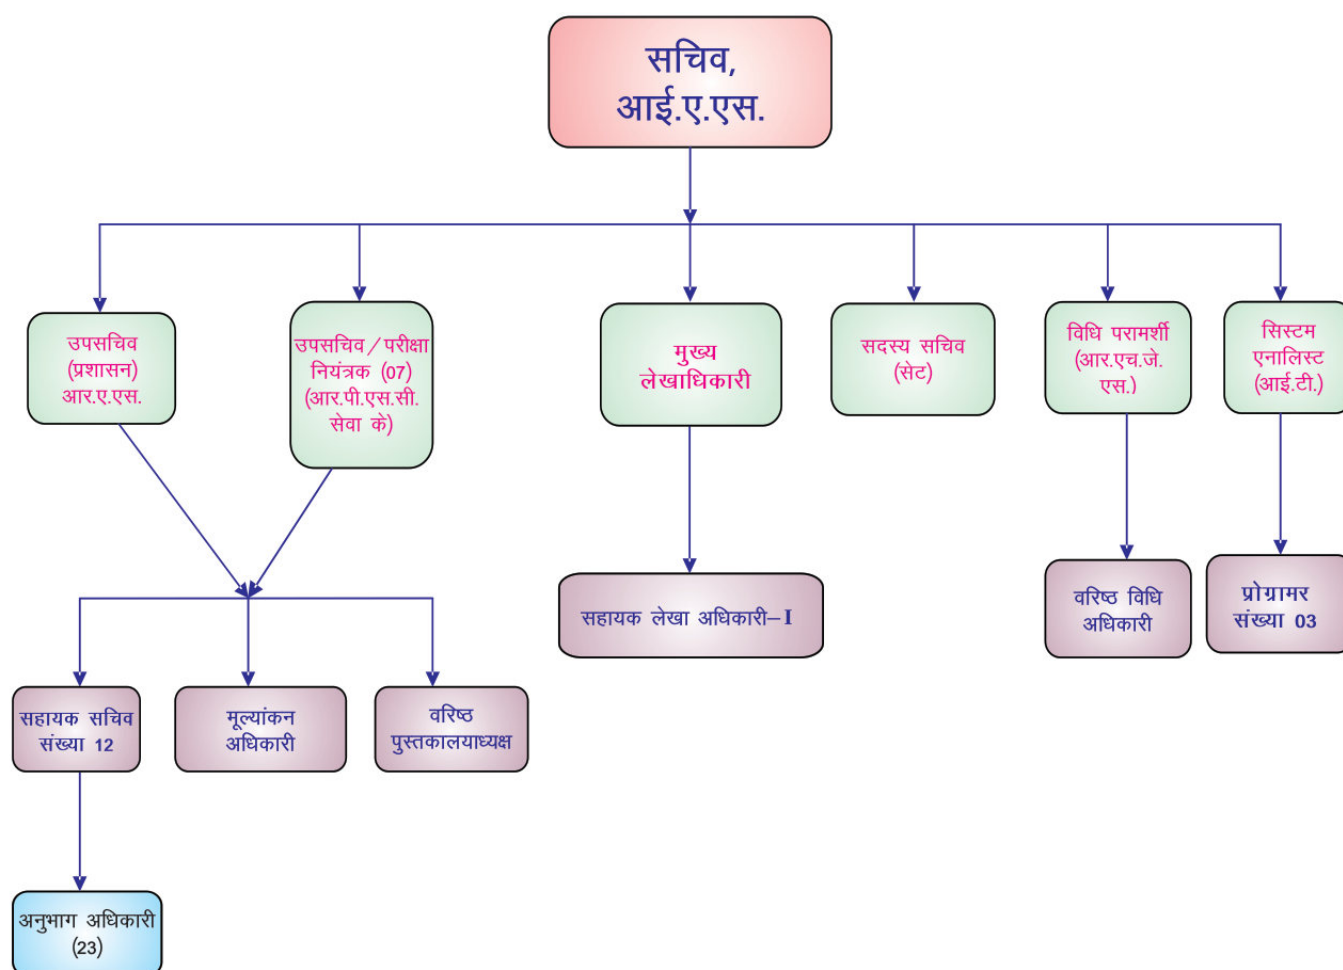 सचिव,
आई.ए.एस.
उपसचिव
(प्रशासन)
आर.ए.एस.
उपसचिव/परीक्षा
नियंत्रक (07)
(आर.पी.एस.सी.
सेवा के)
मुख्य
लेखाधिकारी
सदस्य सचिव
(सेट)
विधि परामर्शी
(आर.एच.जे.
एस.)
सिस्टम
एनालिस्ट
(आई.टी.)
सहायक लेखा अधिकारी–I
वरिष्ठ विधि
अधिकारी
प्रोग्रामर
संख्या 03
सहायक सचिव
संख्या 12
मूल्यांकन
अधिकारी
वरिष्ठ
पुस्तकालयाध्यक्ष
अनुभाग अधिकारी
(23)